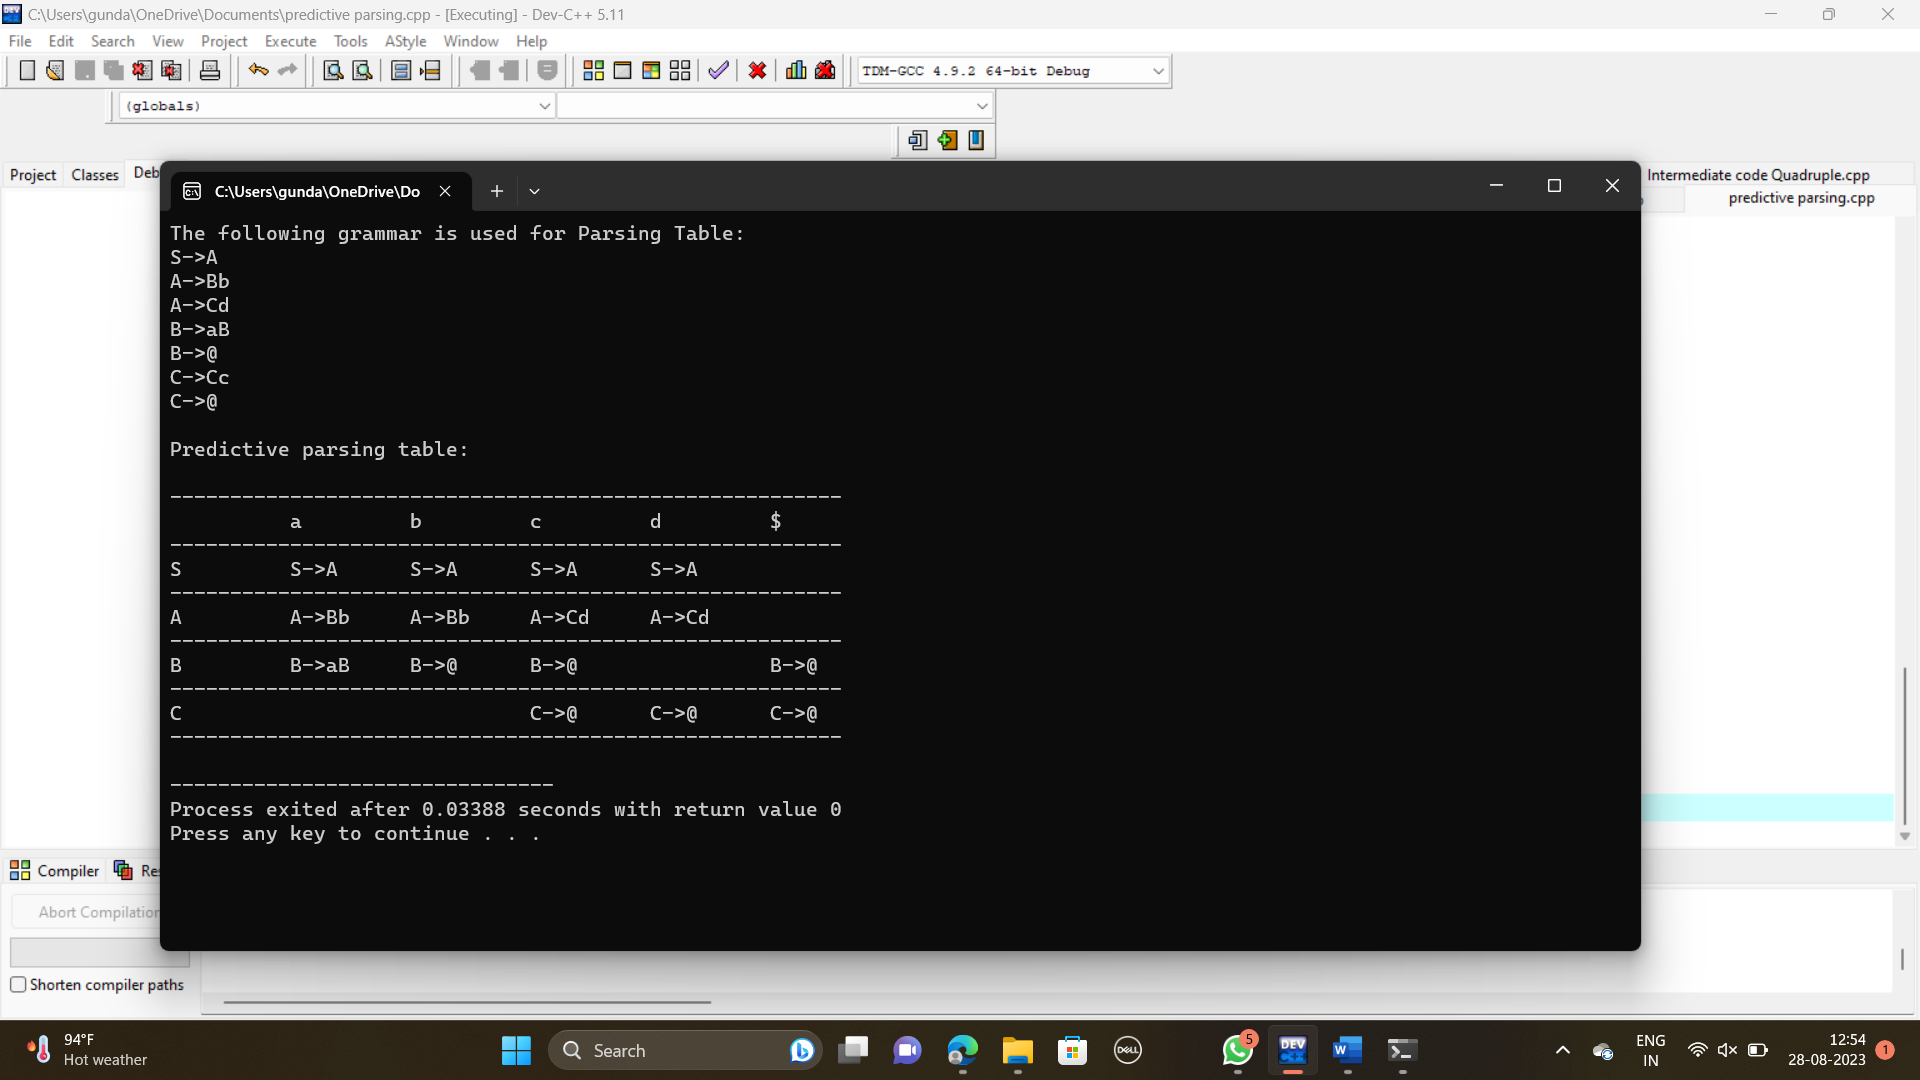 C:\Users\gunda\OneDrive\Documents\predictive parsing.cpp - [Executing] - Dev-C++ 5.11
File Edit Search View Project Execute Tools AStyle Window Help
TDM-GCC 4.9.2 64-bit Debug
(globals)
Project Classes Deb
Intermediate code Quadruple.cpp
predictive parsing.cpp
C:\Users\gunda\OneDrive\Do
The following grammar is used for Parsing Table:
S->A
A->Bb
A->Cd
B->aB
B->@
C->Cc
C->@
Predictive parsing table:
--------------------------------------------------------
a b c d $
--------------------------------------------------------
S S->A S->A S->A S->A
--------------------------------------------------------
A A->Bb A->Bb A->Cd A->Cd
--------------------------------------------------------
B B->aB B->@ B->@ B->@
--------------------------------------------------------
C C->@ C->@ C->@
--------------------------------------------------------
--------------------------------
Process exited after 0.03388 seconds with return value 0
Press any key to continue . . .
Compiler Res
Abort Compilation
Shorten compiler paths
94°F
Hot weather
Search
DELL
5
DEV
C++
W
ENG
IN
12:54
28-08-2023
1